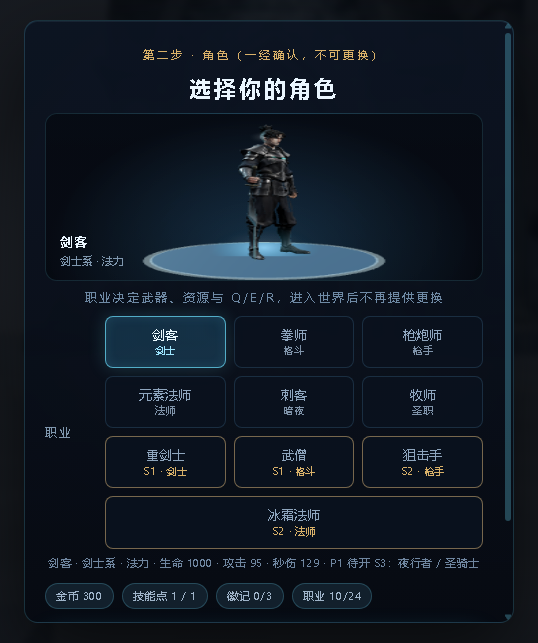 第二步 · 角色 (一经确认, 不可更换)
选择你的角色
剑客
剑士系 · 法力
职业决定武器、资源与 Q/E/R, 进入世界后不再提供更换
职业
剑客
剑士
拳师
格斗
枪炮师
枪手
元素法师
法师
刺客
暗夜
牧师
圣职
重剑士
S1 · 剑士
武僧
S1 · 格斗
狙击手
S2 · 枪手
冰霜法师
S2 · 法师
剑客 · 剑士系 · 法力 · 生命 1000 · 攻击 95 · 秒伤 129 · P1 待开 S3: 夜行者 / 圣骑士
金币 300
技能点 1 / 1
徽记 0/3
职业 10/24